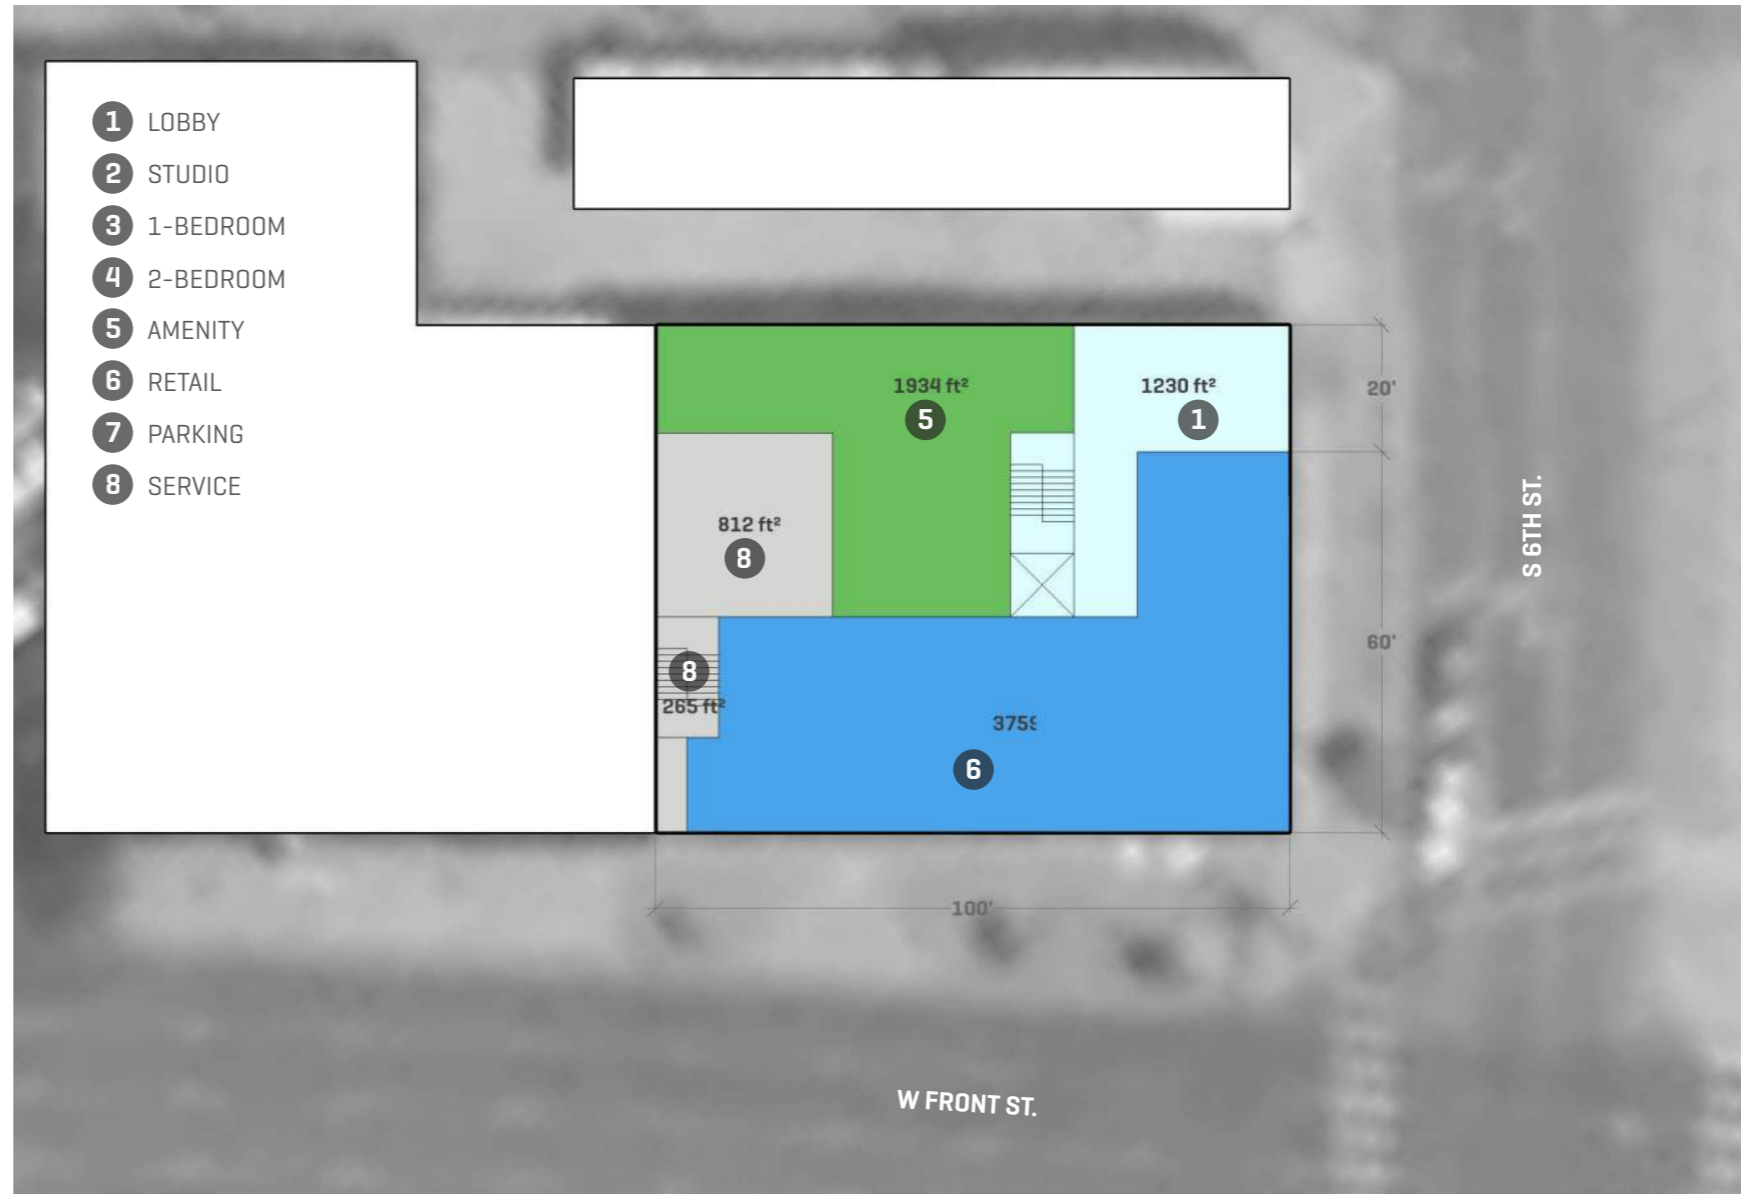 1 LOBBY
2 STUDIO
3 1-BEDROOM
4 2-BEDROOM
5 AMENITY
6 RETAIL
7 PARKING
8 SERVICE
1934 ft²
5
1230 ft²
1
20'
812 ft²
8
S 6TH ST.
60'
8
265 ft²
375
6
100'
W FRONT ST.